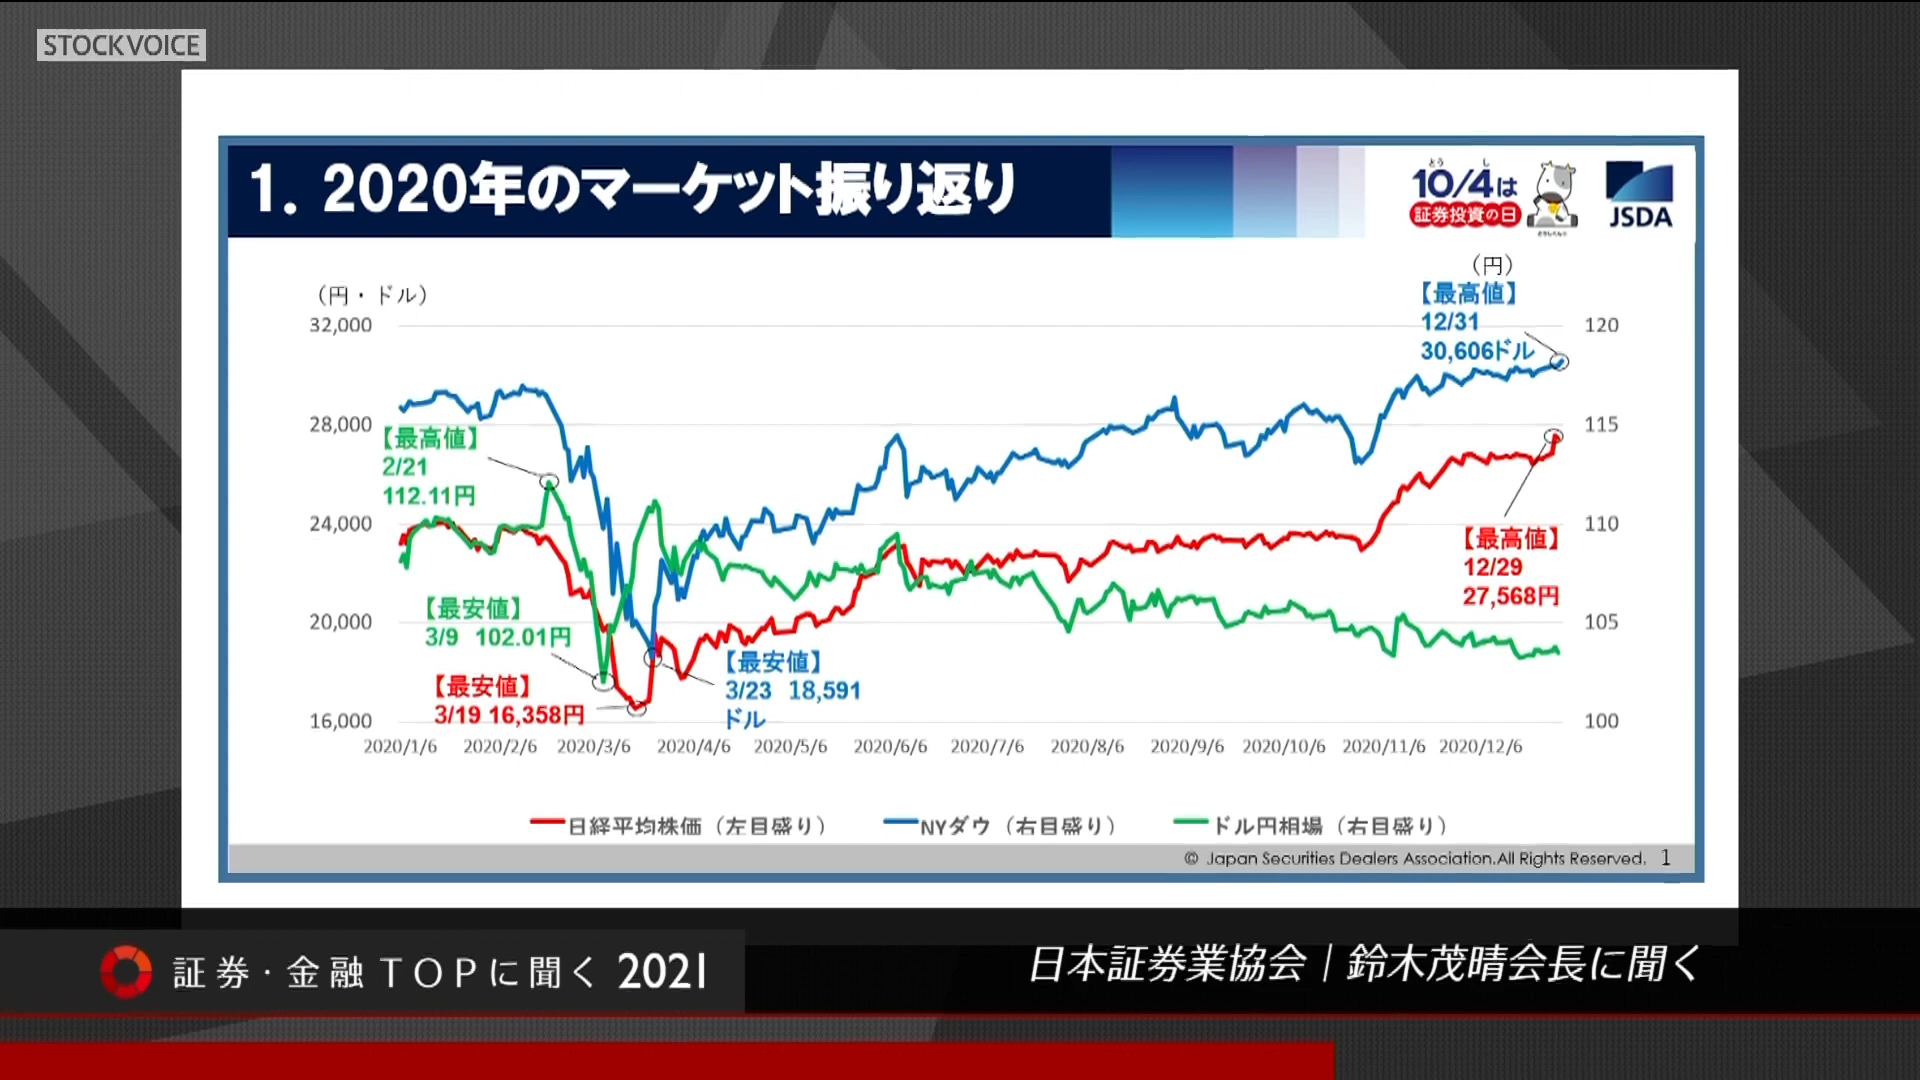 STOCKVOICE
1. 2020年のマーケット振り返り
とう し
10/4は
証券投資の日
JSDA
（円・ドル）
（円）
32,000
28,000
24,000
20,000
16,000
120
115
110
105
100
【最高値】
12/31
30,606ドル
【最高値】
2/21
112.11円
【最高値】
12/29
27,568円
【最安値】
3/9 102.01円
【最安値】
3/19 16,358円
【最安値】
3/23 18,591
ドル
2020/1/6 2020/2/6 2020/3/6 2020/4/6 2020/5/6 2020/6/6 2020/7/6 2020/8/6 2020/9/6 2020/10/6 2020/11/6 2020/12/6
日経平均株価（左目盛り） NYダウ（右目盛り） ドル円相場（右目盛り）
© Japan Securities Dealers Association.All Rights Reserved. 1
証券・金融TOPに聞く 2021
日本証券業協会｜鈴木茂晴会長に聞く